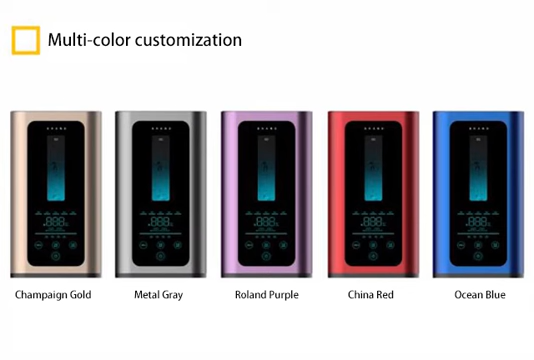 Multi-color customization
Champaign Gold
Metal Gray
Roland Purple
China Red
Ocean Blue